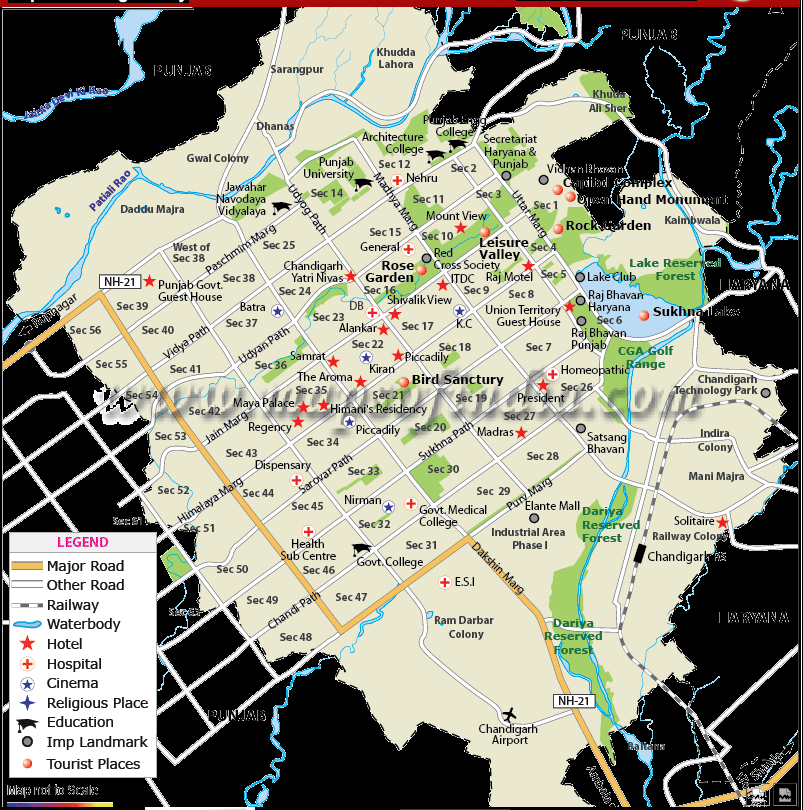 PUNJAB
PUNJAB
Khudda
Lahora
Sarangpur
Khuda
Ali Sher
Dhanas
Punjab Engg
College
Architecture
College
Secretariat
Haryana &
Punjab
Gwal Colony
Punjab
University
Sec 12
Nehru
Sec 2
Vidyan Bhavan
Capitol Complex
Open Hand Monument
Patiali Rao
Jawahar
Navodaya
Vidyalaya
Sec 14
Madhya Marg
Sec 11
Sec 3
Sec 1
Daddu Majra
Udyog Path
Mount View
Uttar Marg
Kaimbwala
Rock Garden
Sec 15
Sec 10
Leisure
Valley
Sec 4
West of
Sec 38
Paschmim Marg
Sec 25
General
Red
Cross Society
Lake Reserved
Forest
Chandigarh
Yatri Nivas
Rose
Garden
Raj Motel
Sec 5
Lake Club
HARYANA
NH-21
Punjab Govt.
Guest House
Sec 38
Sec 24
Sec 16
ITDC
Sec 9
Sec 8
Raj Bhavan
Haryana
Sec 39
Batra
DB
Shivalik View
Union Territory
Guest House
Sec 6
Sukhna Lake
Sec 56
Sec 40
Sec 37
Sec 23
Alankar
Sec 17
K.C
Raj Bhavan
Punjab
Vidya Path
Udyan Path
Sec 22
Sec 18
Sec 7
CGA Golf
Range
Sec 55
Sec 41
Sec 36
Samrat
Kiran
Piccadily
Homeopathic
The Aroma
Bird Sanctury
Sec 26
Chandigarh
Technology Park
Sec 54
Sec 42
Sec 35
Sec 21
Sec 19
President
Maya Palace
Himani's Residency
Sec 27
Jain Marg
Regency
Piccadily
Sec 20
Sukhna Path
Madras
Satsang
Bhavan
Indira
Colony
Sec 53
Sec 43
Sec 34
Sec 28
Dispensary
Sarovar Path
Sec 33
Sec 30
Mani Majra
Sec 52
Himalaya Marg
Sec 44
Sec 29
Purv Marg
Sec 45
Nirman
Govt. Medical
College
Elante Mall
Dariya
Reserved
Forest
Solitaire
Railway Colony
Sec 51
Sec 32
Industrial Area
Phase I
Health
Sub Centre
Govt. College
Sec 31
Dakshin Marg
Chandigarh RS
Sec 50
Sec 46
E.S.I
Sec 49
Chandi Path
Sec 47
Ram Darbar
Colony
HARYANA
Sec 48
Dariya
Reserved
Forest
NH-21
PUNJAB
Chandigarh
Airport
Raitana
LEGEND
Major Road
Other Road
Railway
Waterbody
Hotel
Hospital
Cinema
Religious Place
Education
Imp Landmark
Tourist Places
Map not to Scale